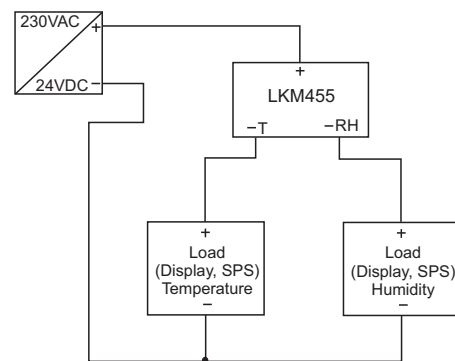 230VAC
+
24VDC
−
+
LKM455
−T
−RH
+
Load
(Display, SPS)
Temperature
−
+
Load
(Display, SPS)
Humidity
−